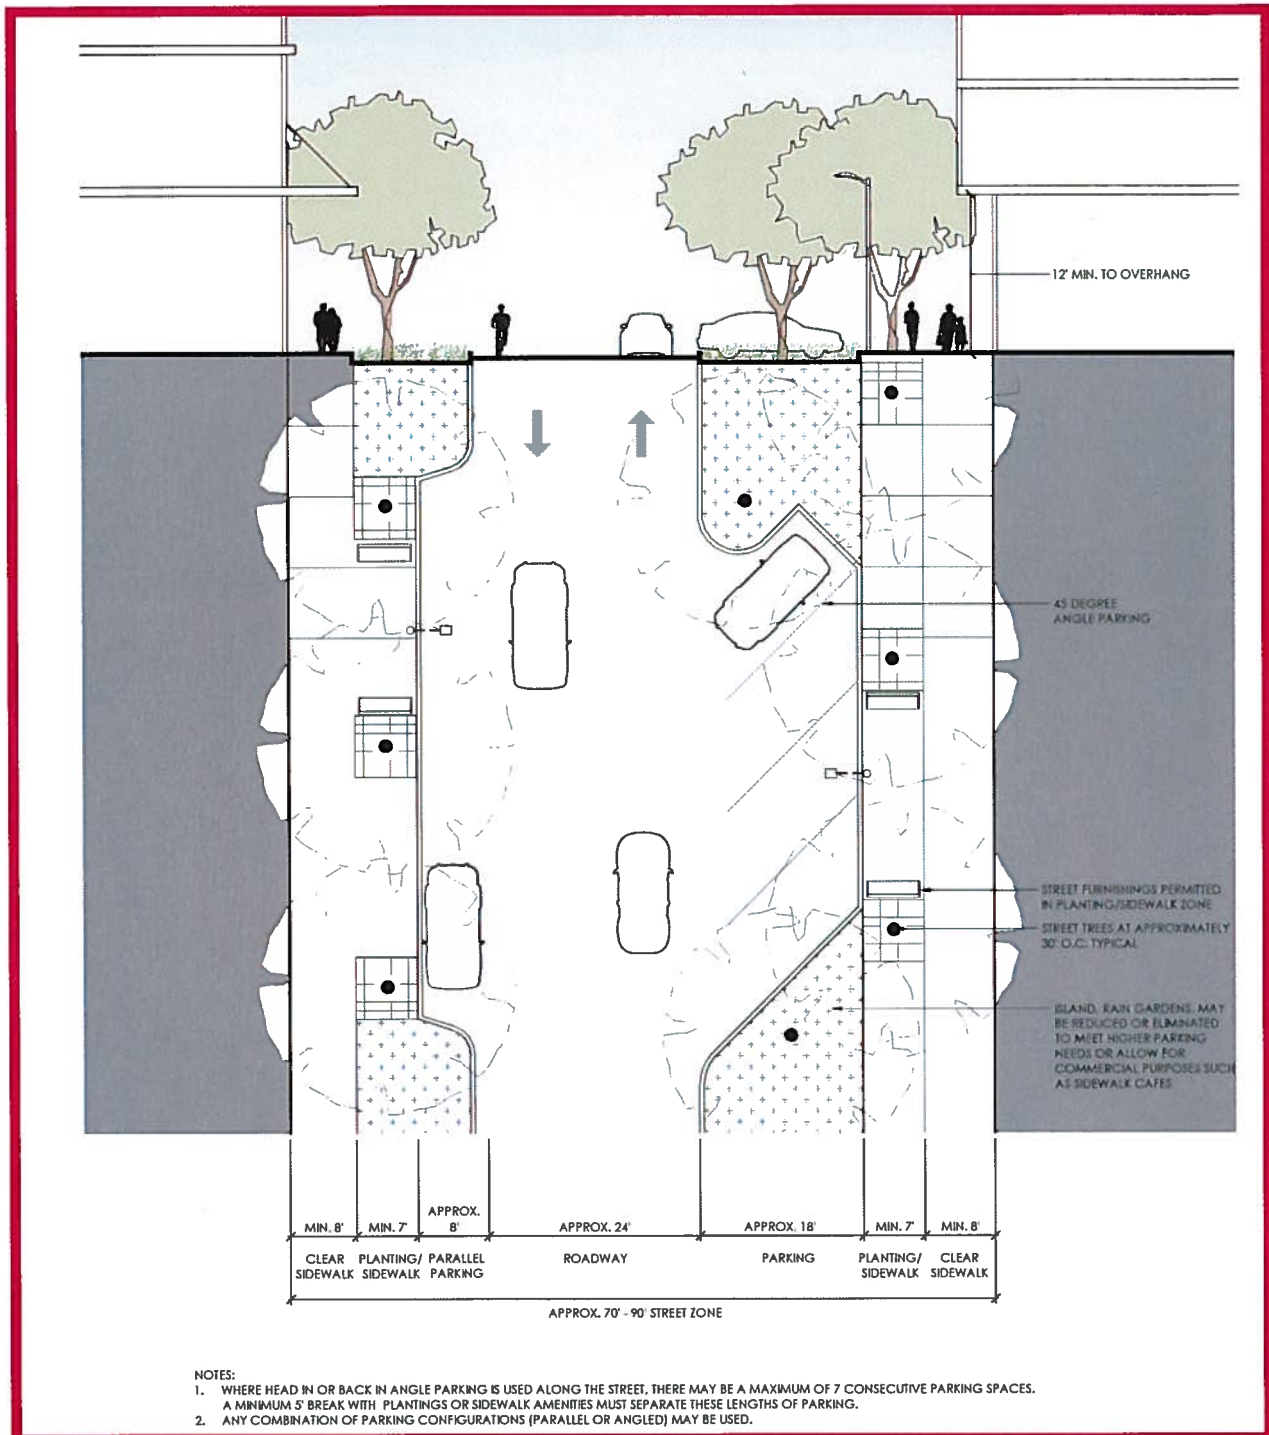 12' MIN. TO OVERHANG
45 DEGREE
ANGLE PARKING
STREET FURNISHINGS PERMITTED
IN PLANTING/SIDEWALK ZONE
STREET TREES AT APPROXIMATELY
30' O.C. TYPICAL
ISLAND, RAIN GARDENS, MAY
BE REDUCED OR ELIMINATED
TO MEET HIGHER PARKING
NEEDS OR ALLOW FOR
COMMERCIAL PURPOSES SUCH
AS SIDEWALK CAFES
MIN. 8' MIN. 7' APPROX. 8' APPROX. 24' APPROX. 18' MIN. 7' MIN. 8'
CLEAR SIDEWALK
PLANTING/ SIDEWALK
PARALLEL PARKING
ROADWAY
PARKING
PLANTING/ SIDEWALK
CLEAR SIDEWALK
APPROX. 70' - 90' STREET ZONE
NOTES:
1. WHERE HEAD IN OR BACK IN ANGLE PARKING IS USED ALONG THE STREET, THERE MAY BE A MAXIMUM OF 7 CONSECUTIVE PARKING SPACES.
A MINIMUM 5' BREAK WITH PLANTINGS OR SIDEWALK AMENITIES MUST SEPARATE THESE LENGTHS OF PARKING.
2. ANY COMBINATION OF PARKING CONFIGURATIONS (PARALLEL OR ANGLED) MAY BE USED.